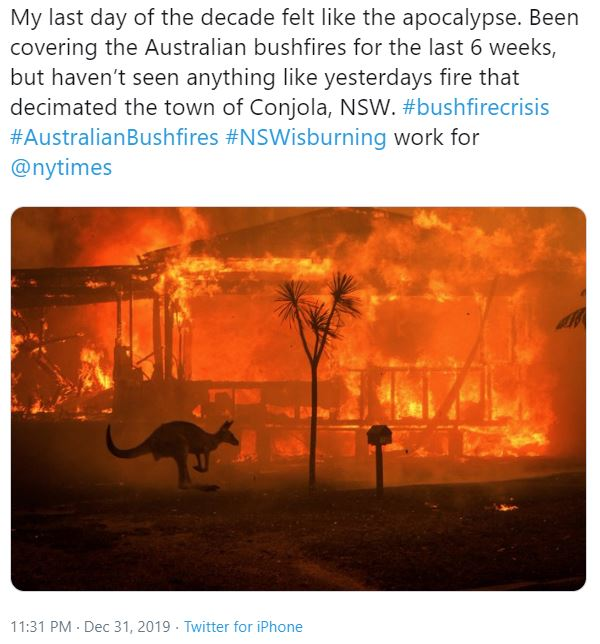 My last day of the decade felt like the apocalypse. Been
covering the Australian bushfires for the last 6 weeks,
but haven’t seen anything like yesterdays fire that
decimated the town of Conjola, NSW. #bushfirecrisis
#AustralianBushfires #NSWisburning work for
@nytimes
11:31 PM · Dec 31, 2019 · Twitter for iPhone